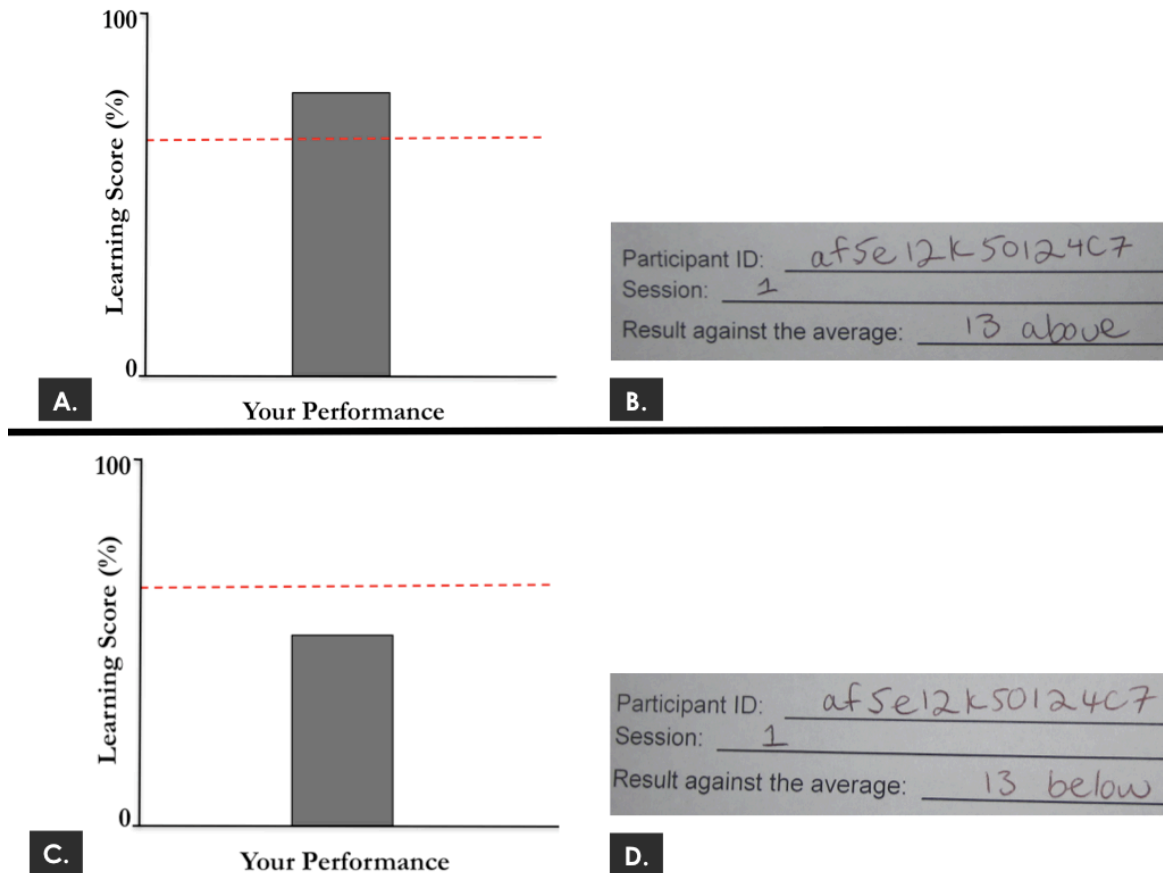 100
Learning Score (%)
0
Your Performance
A.
Participant ID: af5e12k50124C7
Session: 1
Result against the average: 13 above
B.
100
Learning Score (%)
0
Your Performance
C.
Participant ID: af5e12k50124C7
Session: 1
Result against the average: 13 below
D.